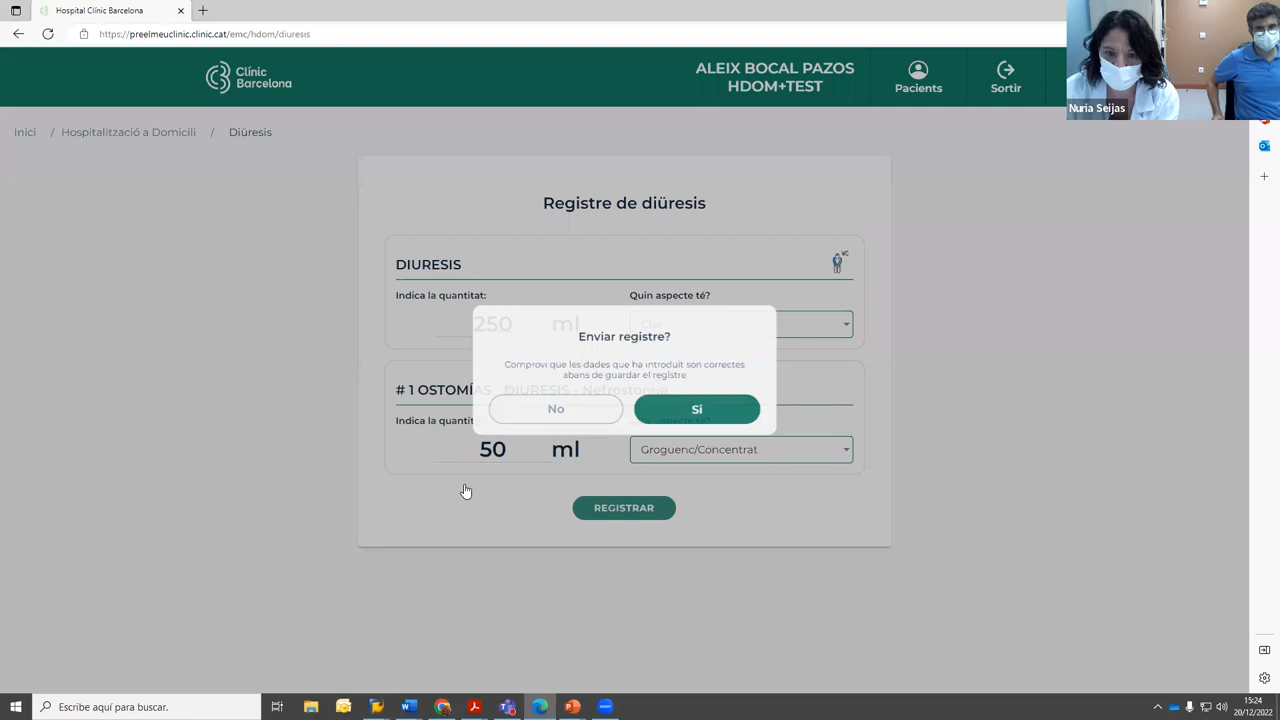 Hospital Clínic Barcelona
https://preelmeuclinic.clinic.cat/emc/hdom/diuresis
Clínic
Barcelona
ALEIX BOCAL PAZOS
HDOM+TEST
Pacients
Sortir
Nuria Seijas
Inici / Hospitalització a Domicili / Diüresis
Registre de diüresis
DIURESIS
Indica la quantitat:
Quin aspecte té?
250 ml
Clar
Enviar registre?
Comprovi que les dades que ha introduït són correctes
abans de guardar el registre
No
Si
# 1 OSTOMÍAS DIURESIS - Nefrostomia
Indica la quantitat
50 ml
Groguenc/Concentrat
REGISTRAR
Escribe aquí para buscar.
15:24
20/12/2022